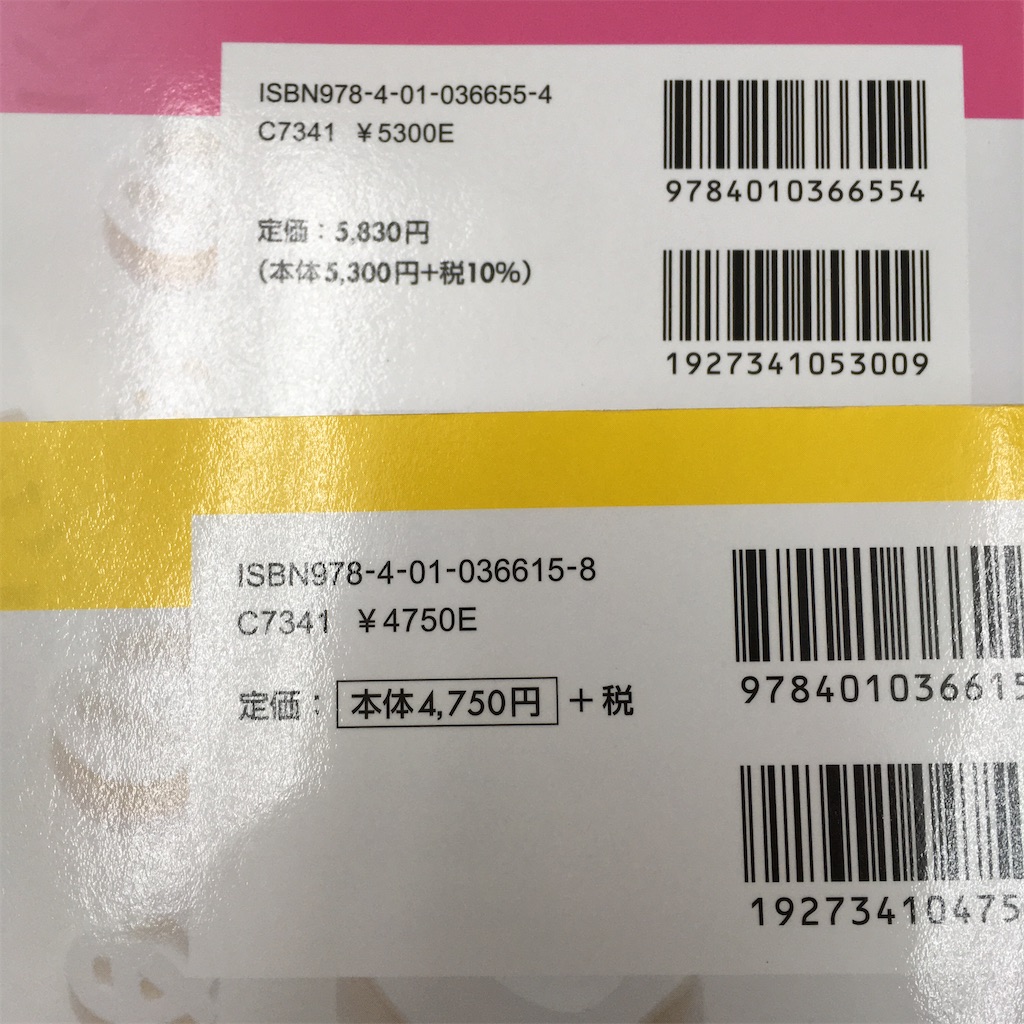 ISBN978-4-01-036655-4
C7341 ¥5300E
定価：5,830円
（本体5,300円+税10%）
9784010366554
1927341053009
ISBN978-4-01-036615-8
C7341 ¥4750E
定価：本体4,750円＋税
978401036615
19273410475